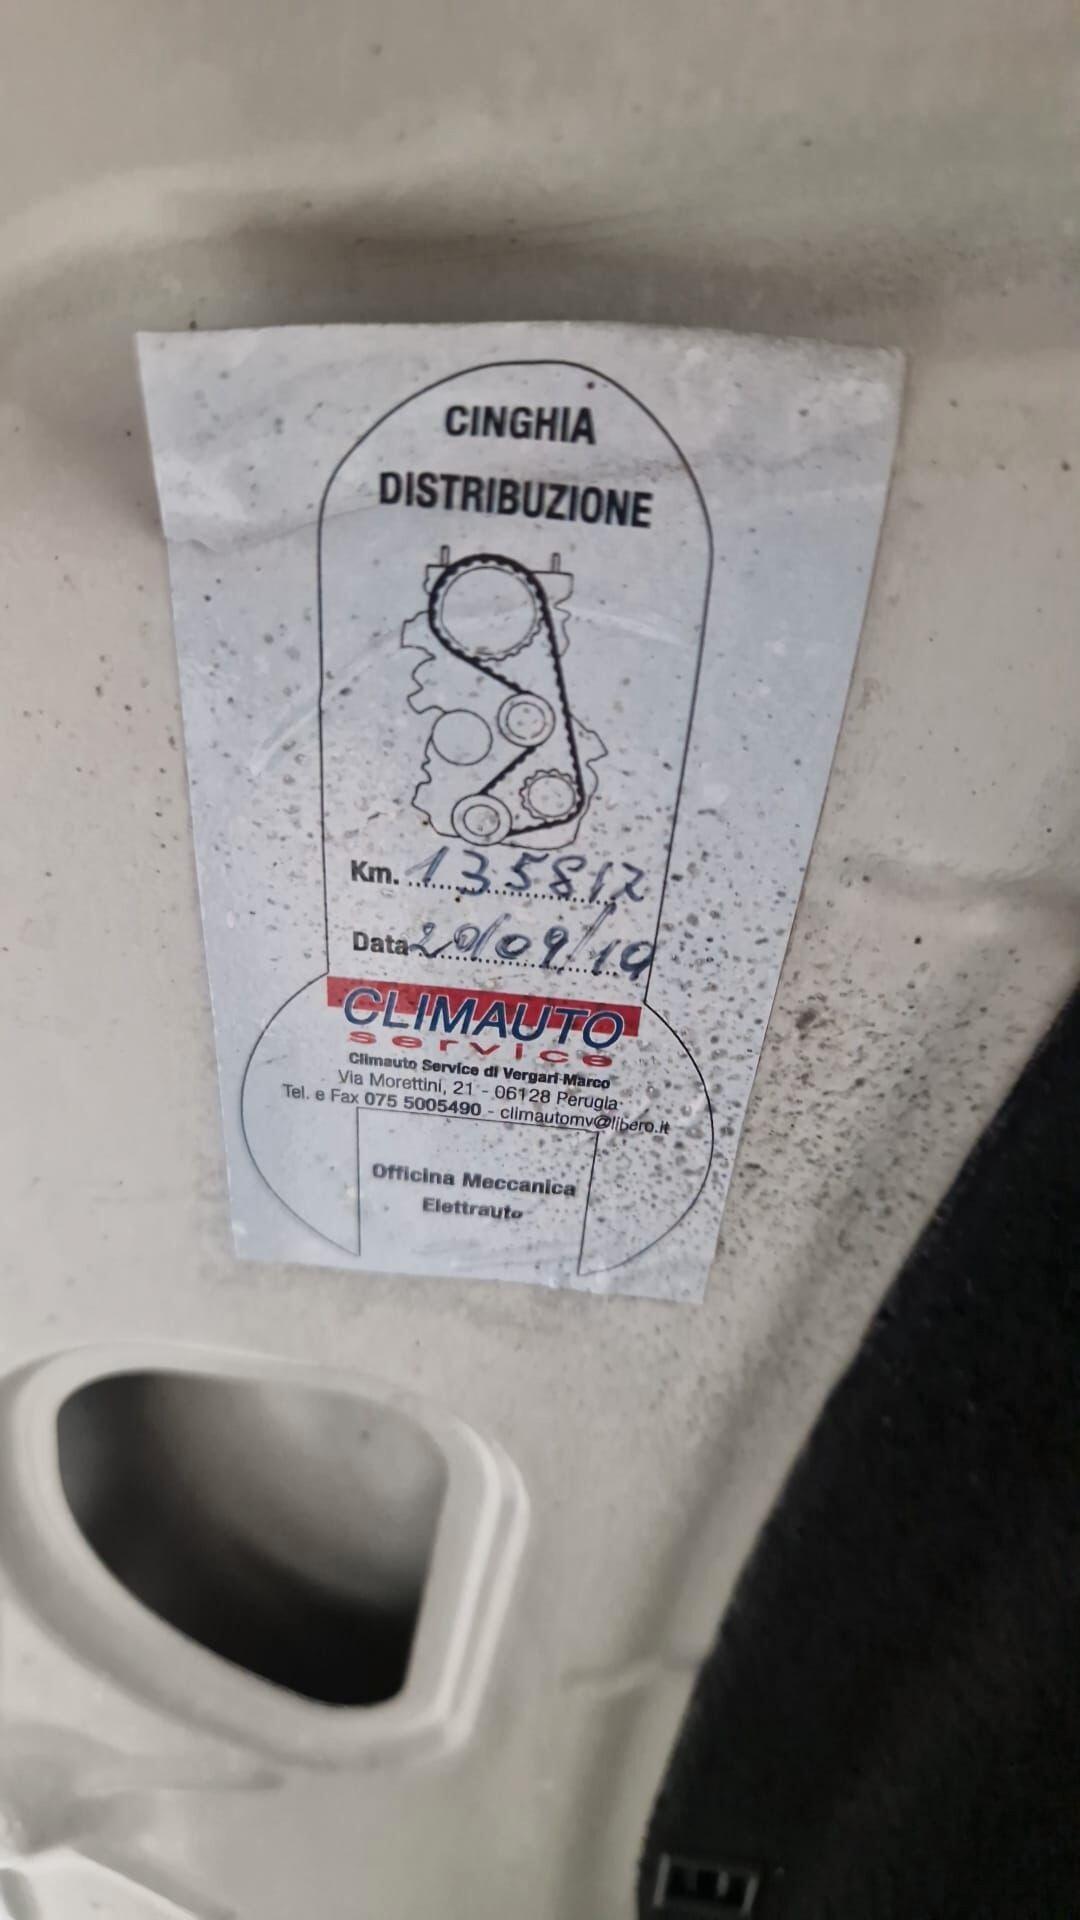 CINGHIA
DISTRIBUZIONE
Km. 135812
Data 20/09/19
CLIMAUTO
service
Climauto Service di Vergari Marco
Via Morettini, 21 - 06128 Perugia
Tel. e Fax 075 5005490 - climautomv@libero.it
Officina Meccanica
Elettrauto